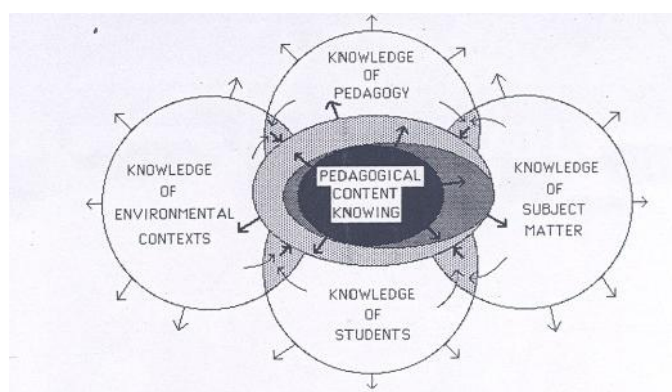 KNOWLEDGE
OF
PEDAGOGY
KNOWLEDGE
OF
ENVIRONMENTAL
CONTEXTS
PEDAGOGICAL
CONTENT
KNOWING
KNOWLEDGE
OF
SUBJECT
MATTER
KNOWLEDGE
OF
STUDENTS